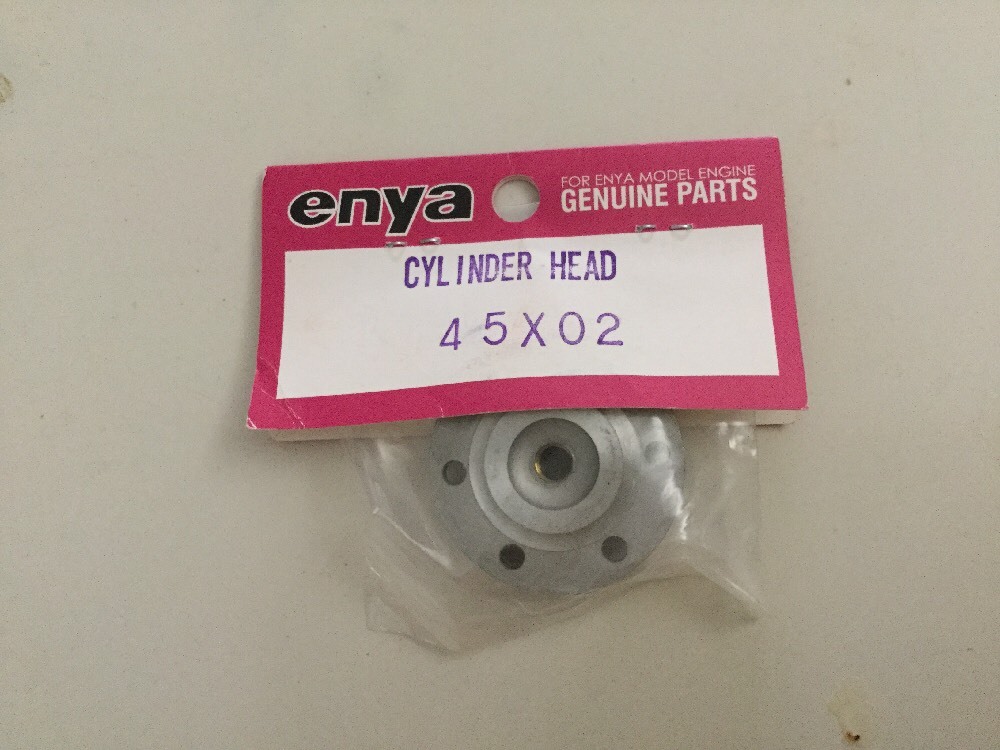 enya
FOR ENYA MODEL ENGINE
GENUINE PARTS
CYLINDER HEAD
45X02